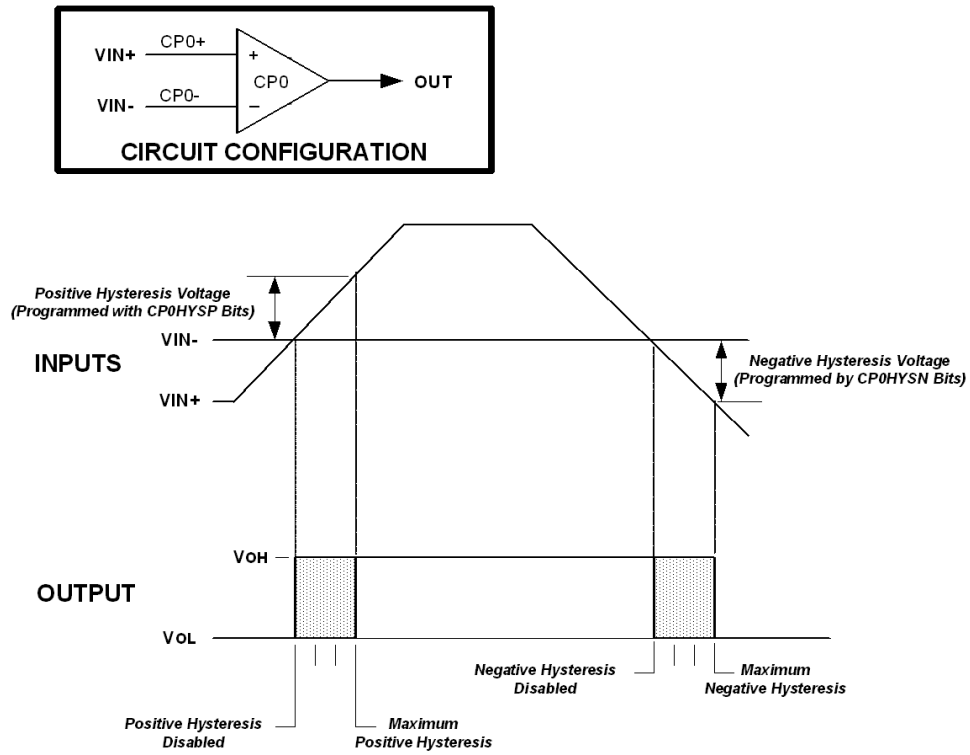 VIN+
CP0+
+
CP0
OUT
VIN-
CP0-
–
CIRCUIT CONFIGURATION
Positive Hysteresis Voltage
(Programmed with CP0HYSP Bits)
VIN-
INPUTS
Negative Hysteresis Voltage
(Programmed by CP0HYSN Bits)
VIN+
VOH
OUTPUT
VOL
Negative Hysteresis
Disabled
Maximum
Negative Hysteresis
Positive Hysteresis
Disabled
Maximum
Positive Hysteresis